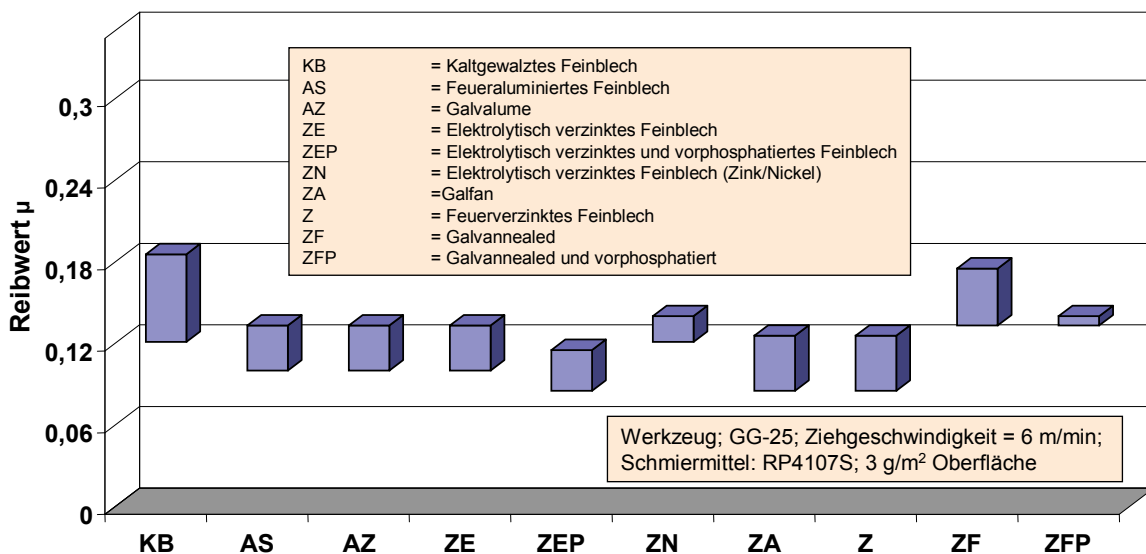 KB = Kaltgewalztes Feinblech
AS = Feueraluminiertes Feinblech
AZ = Galvalume
ZE = Elektrolytisch verzinktes Feinblech
ZEP = Elektrolytisch verzinktes und vorphosphatiertes Feinblech
ZN = Elektrolytisch verzinktes Feinblech (Zink/Nickel)
ZA =Galfan
Z = Feuerverzinktes Feinblech
ZF = Galvannealed
ZFP = Galvannealed und vorphosphatiert
Reibwert µ
0,3
0,24
0,18
0,12
0,06
0
Werkzeug; GG-25; Ziehgeschwindigkeit = 6 m/min;
Schmiermittel: RP4107S; 3 g/m² Oberfläche
KB AS AZ ZE ZEP ZN ZA Z ZF ZFP